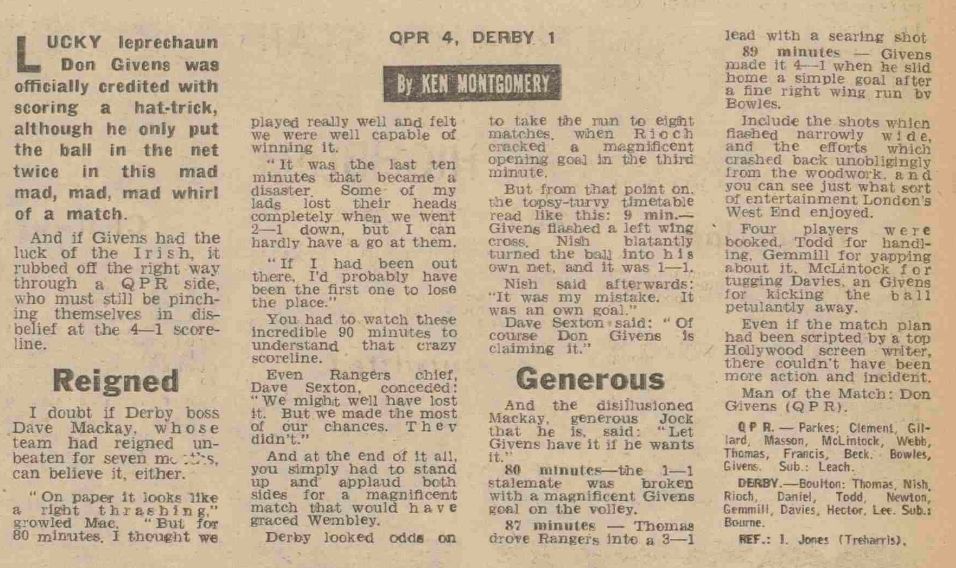 QPR 4, DERBY 1
By KEN MONTGOMERY
LUCKY leprechaun
Don Givens was
officially credited with
scoring a hat-trick,
although he only put
the ball in the net
twice in this mad
mad, mad, mad whirl
of a match.
And if Givens had the
luck of the Irish, it
rubbed off the right way
through a QPR side,
who must still be pinch-
ing themselves in dis-
belief at the 4—1 score-
line.
Reigned
I doubt if Derby boss
Dave Mackay, whose
team had reigned un-
beaten for seven
can believe it, either.
"On paper it looks like
a right thrashing,"
growled Mac. "But for
80 minutes, I thought we
played really well and felt
we were well capable of
winning it.
"It was the last ten
minutes that became a
disaster. Some of my
lads lost their heads
completely when we went
2—1 down, but I can
hardly have a go at them.
"If I had been out
there, I'd probably have
been the first one to lose
the place."
You had to watch these
incredible 90 minutes to
understand that crazy
scoreline.
Even Rangers chief,
Dave Sexton, conceded:
"We might well have lost
it. But we made the most
of our chances. They
didn't."
And at the end of it all,
you simply had to stand
up and applaud both
sides for a magnificent
match that would have
graced Wembley.
Derby looked odds on
to take the run to eight
matches, when Rioch
cracked a magnificent
opening goal in the third
minute.
But from that point on,
the topsy-turvy timetable
read like this: 9 min.—
Givens flashed a left wing
cross. Nish blatantly
turned the ball into his
own net, and it was 1—1.
Nish said afterwards:
"It was my mistake. It
was an own goal."
Dave Sexton said: "Of
course Don Givens is
claiming it."
Generous
And the disillusioned
Mackay, generous Jock
that he is, said: "Let
Givens have it if he wants
it."
80 minutes—the 1—1
stalemate was broken
with a magnificent Givens
goal on the volley.
87 minutes — Thomas
drove Rangers into a 3—1
lead with a searing shot
89 minutes — Givens
made it 4—1 when he slid
home a simple goal after
a fine right wing run by
Bowles.
Include the shots which
flashed narrowly wide,
and the efforts which
crashed back unobligingly
from the woodwork, and
you can see just what sort
of entertainment London's
West End enjoyed.
Four players were
booked, Todd for handl-
ing, Gemmill for yapping
about it, McLintock for
tugging Davies, an Givens
for kicking the ball
petulantly away.
Even if the match plan
had been scripted by a top
Hollywood screen writer,
there couldn't have been
more action and incident.
Man of the Match: Don
Givens (QPR).
QPR.—Parkes; Clement, Gil-
lard, Masson, McLintock, Webb,
Thomas, Francis, Beck, Bowles,
Givens. Sub.: Leach.
DERBY.—Boulton: Thomas, Nish,
Rioch, Daniel, Todd, Newton,
Gemmill, Davies, Hector, Lee. Sub.:
Bourne.
REF.: I. Jones (Treharris).